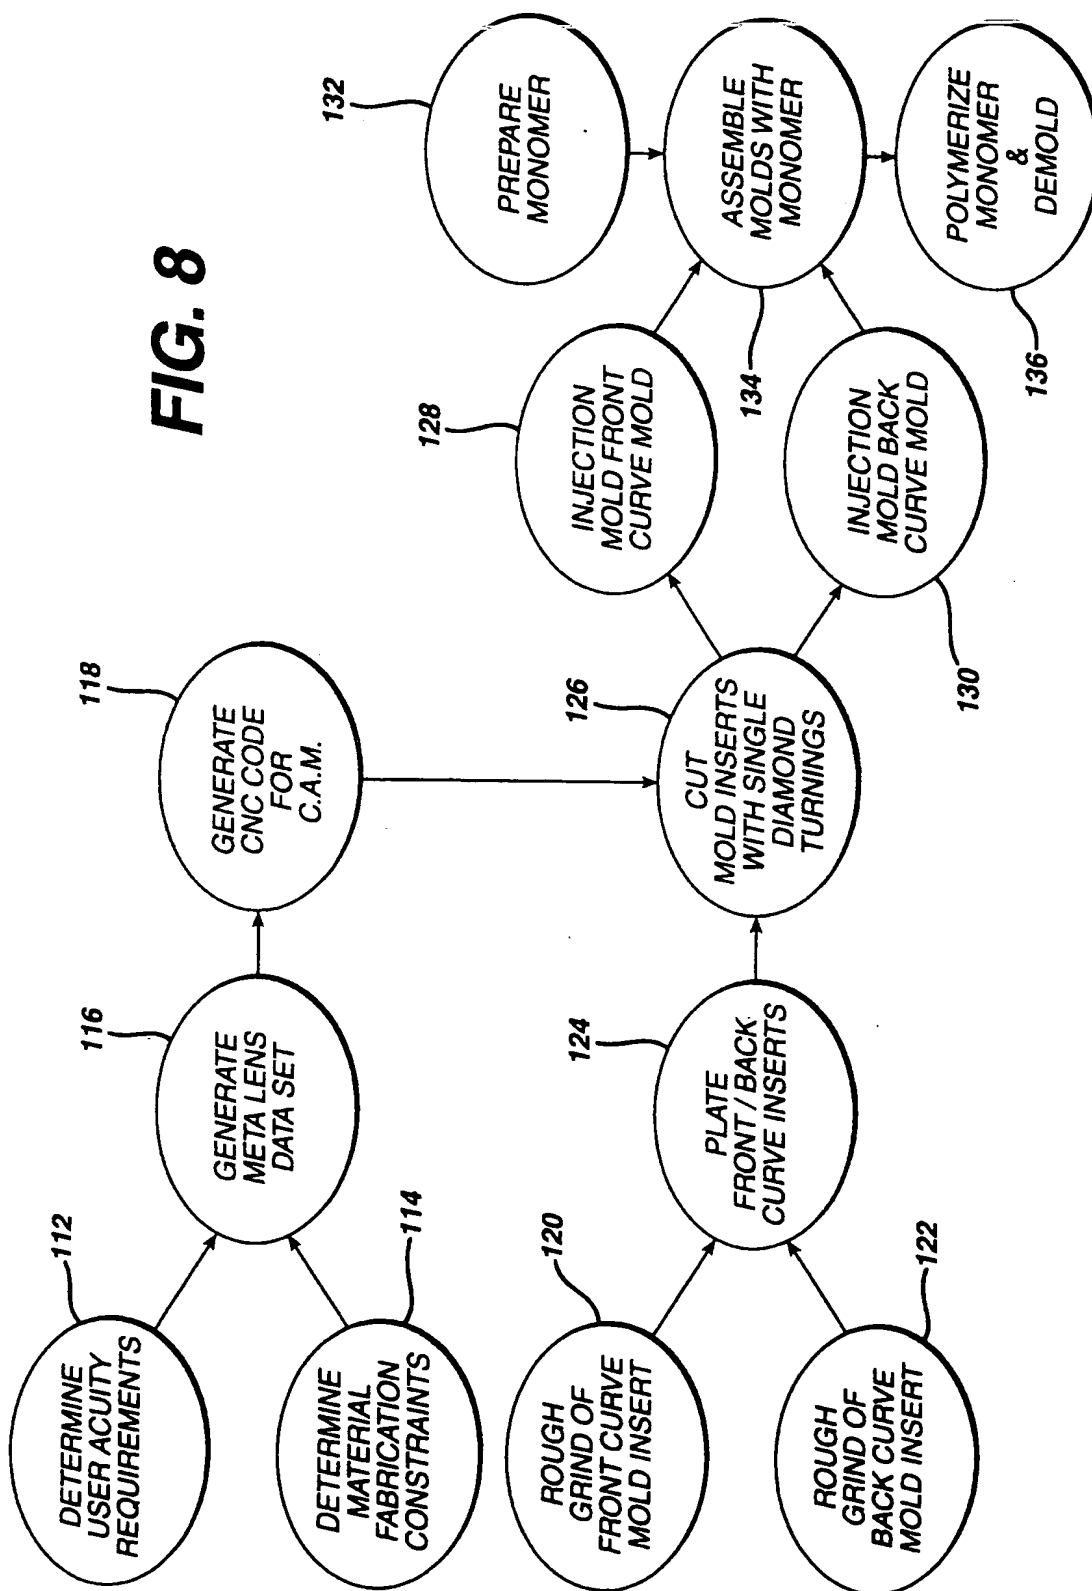 FIG. 8
112
DETERMINE
USER ACUITY
REQUIREMENTS
114
DETERMINE
MATERIAL
FABRICATION
CONSTRAINTS
116
GENERATE
META LENS
DATA SET
118
GENERATE
CNC CODE
FOR
C.A.M.
120
ROUGH
GRIND OF
FRONT CURVE
MOLD INSERT
122
ROUGH
GRIND OF
BACK CURVE
MOLD INSERT
124
PLATE
FRONT / BACK
CURVE INSERTS
126
CUT
MOLD INSERTS
WITH SINGLE
DIAMOND
TURNINGS
128
INJECTION
MOLD FRONT
CURVE MOLD
130
INJECTION
MOLD BACK
CURVE MOLD
132
PREPARE
MONOMER
134
ASSEMBLE
MOLDS WITH
MONOMER
136
POLYMERIZE
MONOMER
&
DEMOLD